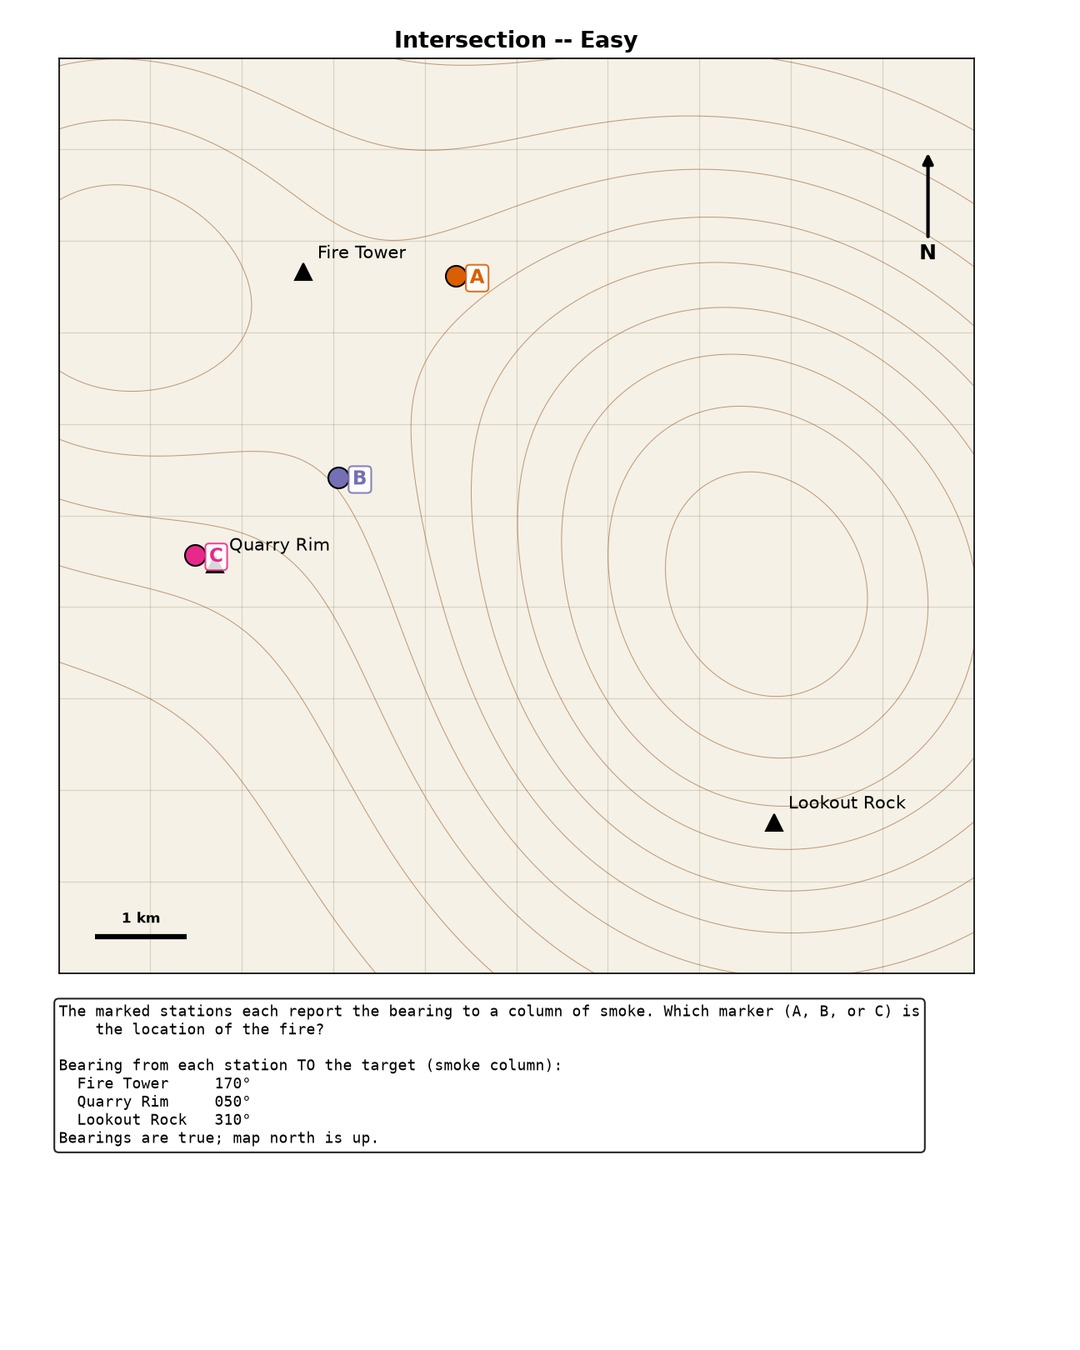 Intersection -- Easy
N
Fire Tower
A
B
Quarry Rim
C
Lookout Rock
1 km
The marked stations each report the bearing to a column of smoke. Which marker (A, B, or C) is
the location of the fire?
Bearing from each station TO the target (smoke column):
Fire Tower 170°
Quarry Rim 050°
Lookout Rock 310°
Bearings are true; map north is up.